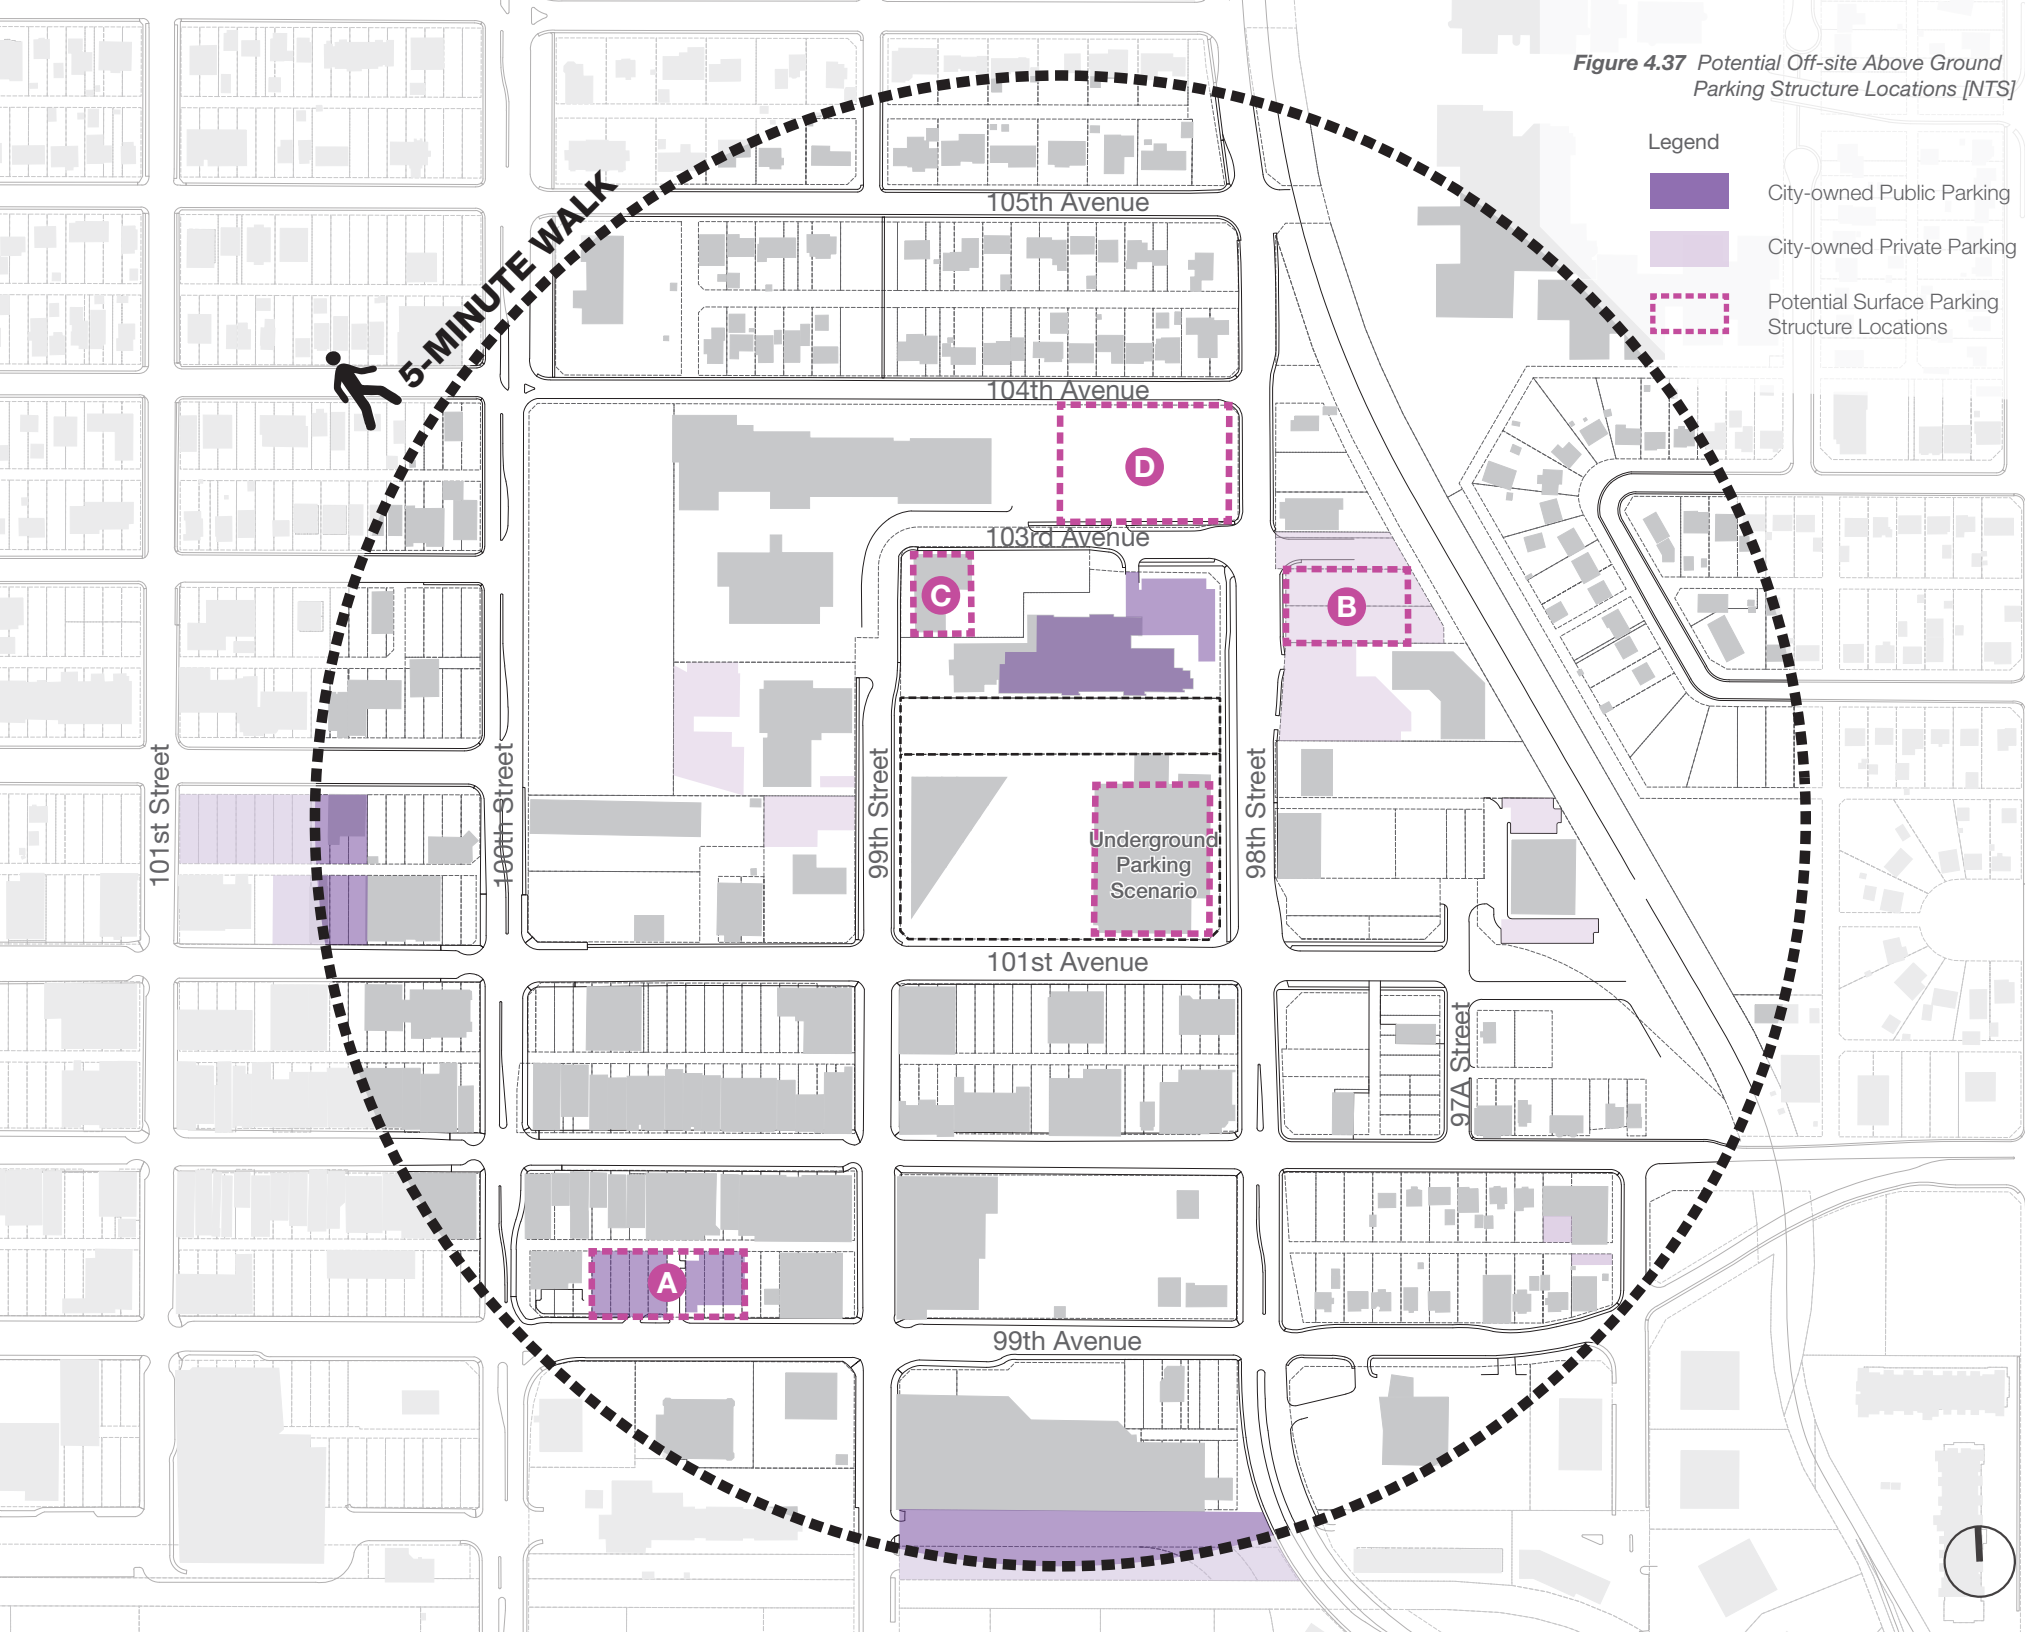 Figure 4.37 Potential Off-site Above Ground
Parking Structure Locations [NTS]
Legend
City-owned Public Parking
City-owned Private Parking
Potential Surface Parking
Structure Locations
5-MINUTE WALK
105th Avenue
104th Avenue
D
103rd Avenue
C
B
101st Street
100th Street
99th Street
98th Street
Underground
Parking
Scenario
101st Avenue
97A Street
A
99th Avenue